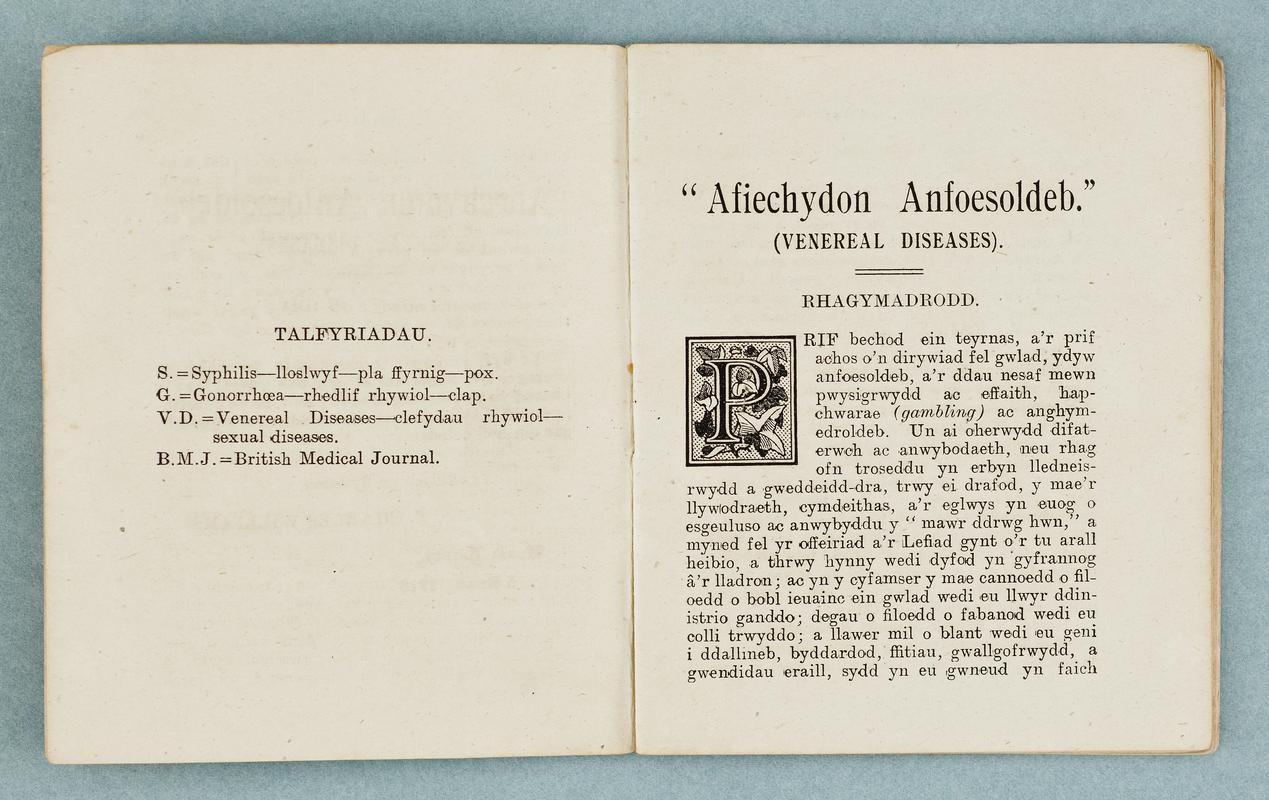 TALFYRIADAU.
S.=Syphilis—lloslwyf—pla ffyrnig—pox.
G.=Gonorrhœa—rhedlif rhywiol—clap.
V.D.=Venereal Diseases—clefydau rhywiol—
sexual diseases.
B.M.J.=British Medical Journal.
“ Afiechydon Anfoesoldeb.”
(VENEREAL DISEASES).
RHAGYMADRODD.
PRIF bechod ein teyrnas, a’r prif
achos o’n dirywiad fel gwlad, ydyw
anfoesoldeb, a’r ddau nesaf mewn
pwysigrwydd ac effaith, hap-
chwarae (gambling) ac anghym-
edroldeb. Un ai oherwydd difat-
erwch ac anwybodaeth, neu rhag
ofn troseddu yn erbyn lledneis-
rwydd a gweddeidd-dra, trwy ei drafod, y mae’r
llywodraeth, cymdeithas, a’r eglwys yn euog o
esgeuluso ac anwybyddu y “ mawr ddrwg hwn,” a
myned fel yr offeiriad a’r Lefiad gynt o’r tu arall
heibio, a thrwy hynny wedi dyfod yn gyfrannog
â’r lladron; ac yn y cyfamser y mae cannoedd o fil-
oedd o bobl ieuainc ein gwlad wedi eu llwyr ddin-
istrio ganddo; degau o filoedd o fabanod wedi eu
colli trwyddo; a llawer mil o blant wedi eu geni
i ddallineb, byddardod, ffitiau, gwallgofrwydd, a
gwendidau eraill, sydd yn eu gwneud yn faich